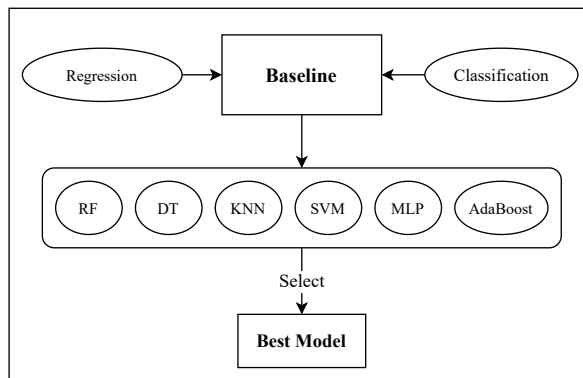 Regression
Baseline
Classification
RF
DT
KNN
SVM
MLP
AdaBoost
Select
Best Model